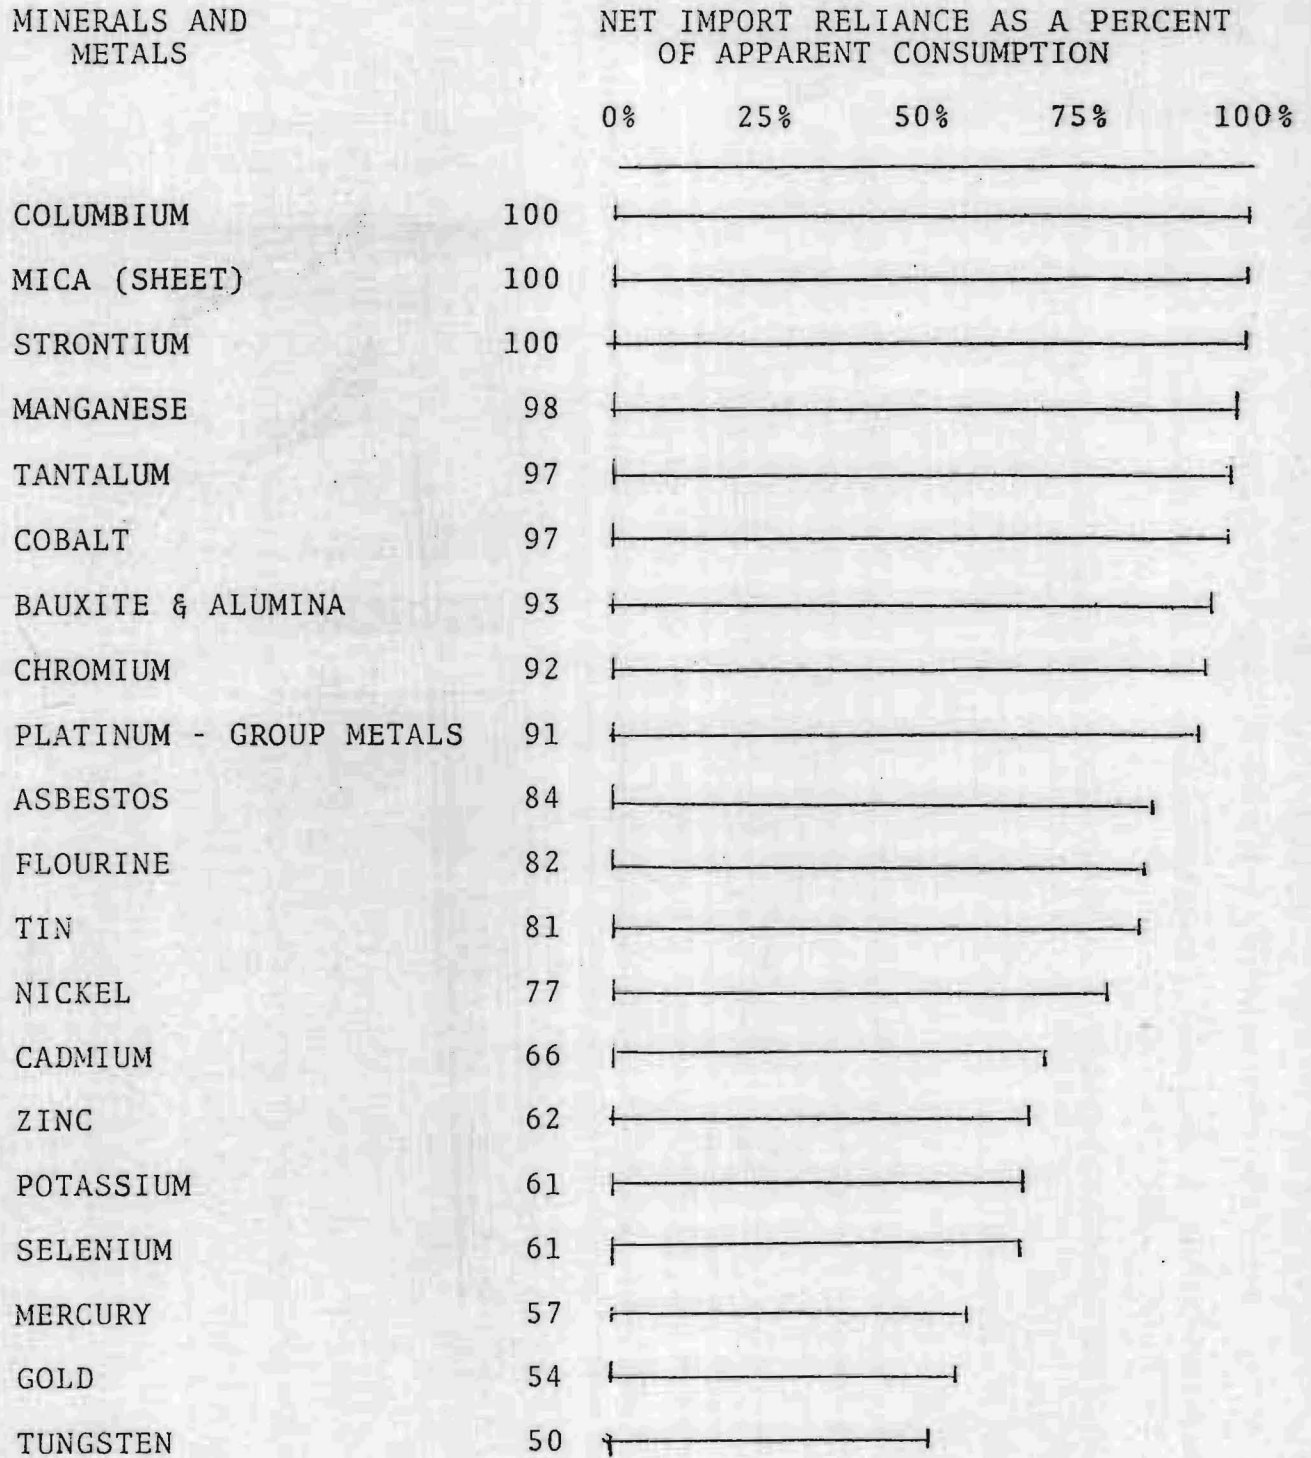 MINERALS AND METALS
NET IMPORT RELIANCE AS A PERCENT OF APPARENT CONSUMPTION
0% 25% 50% 75% 100%
COLUMBIUM 100
MICA (SHEET) 100
STRONTIUM 100
MANGANESE 98
TANTALUM 97
COBALT 97
BAUXITE & ALUMINA 93
CHROMIUM 92
PLATINUM - GROUP METALS 91
ASBESTOS 84
FLOURINE 82
TIN 81
NICKEL 77
CADMIUM 66
ZINC 62
POTASSIUM 61
SELENIUM 61
MERCURY 57
GOLD 54
TUNGSTEN 50